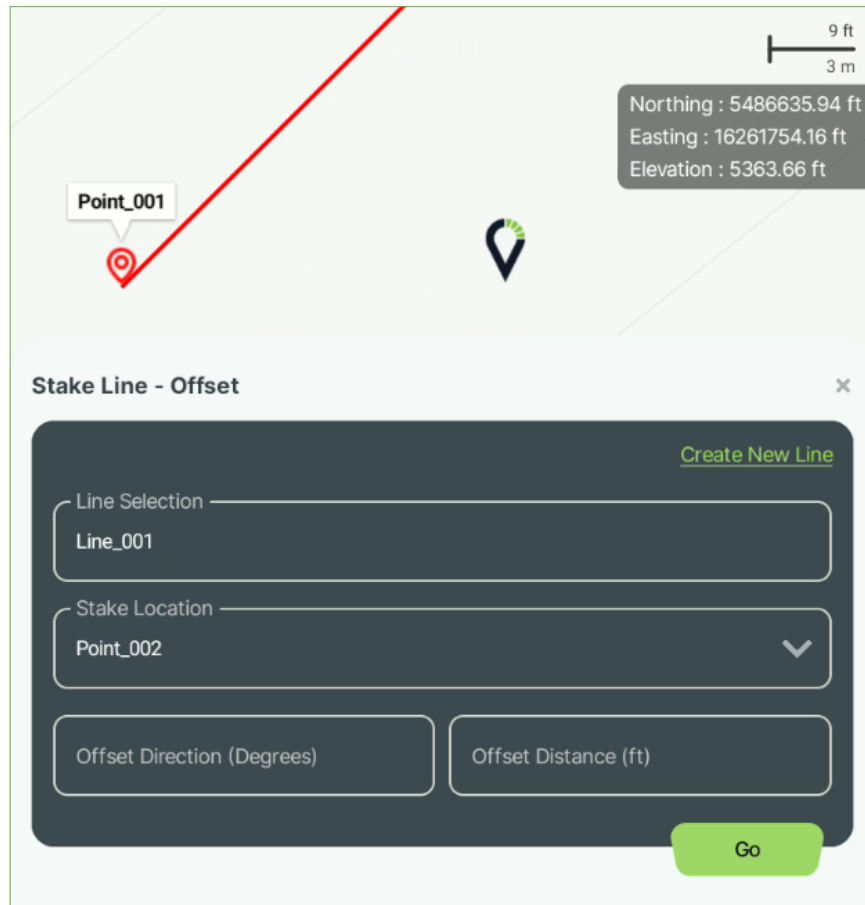 9 ft
3 m
Northing : 5486635.94 ft
Easting : 16261754.16 ft
Elevation : 5363.66 ft
Point_001
Stake Line - Offset
×
Create New Line
Line Selection
Line_001
Stake Location
Point_002
Offset Direction (Degrees)
Offset Distance (ft)
Go